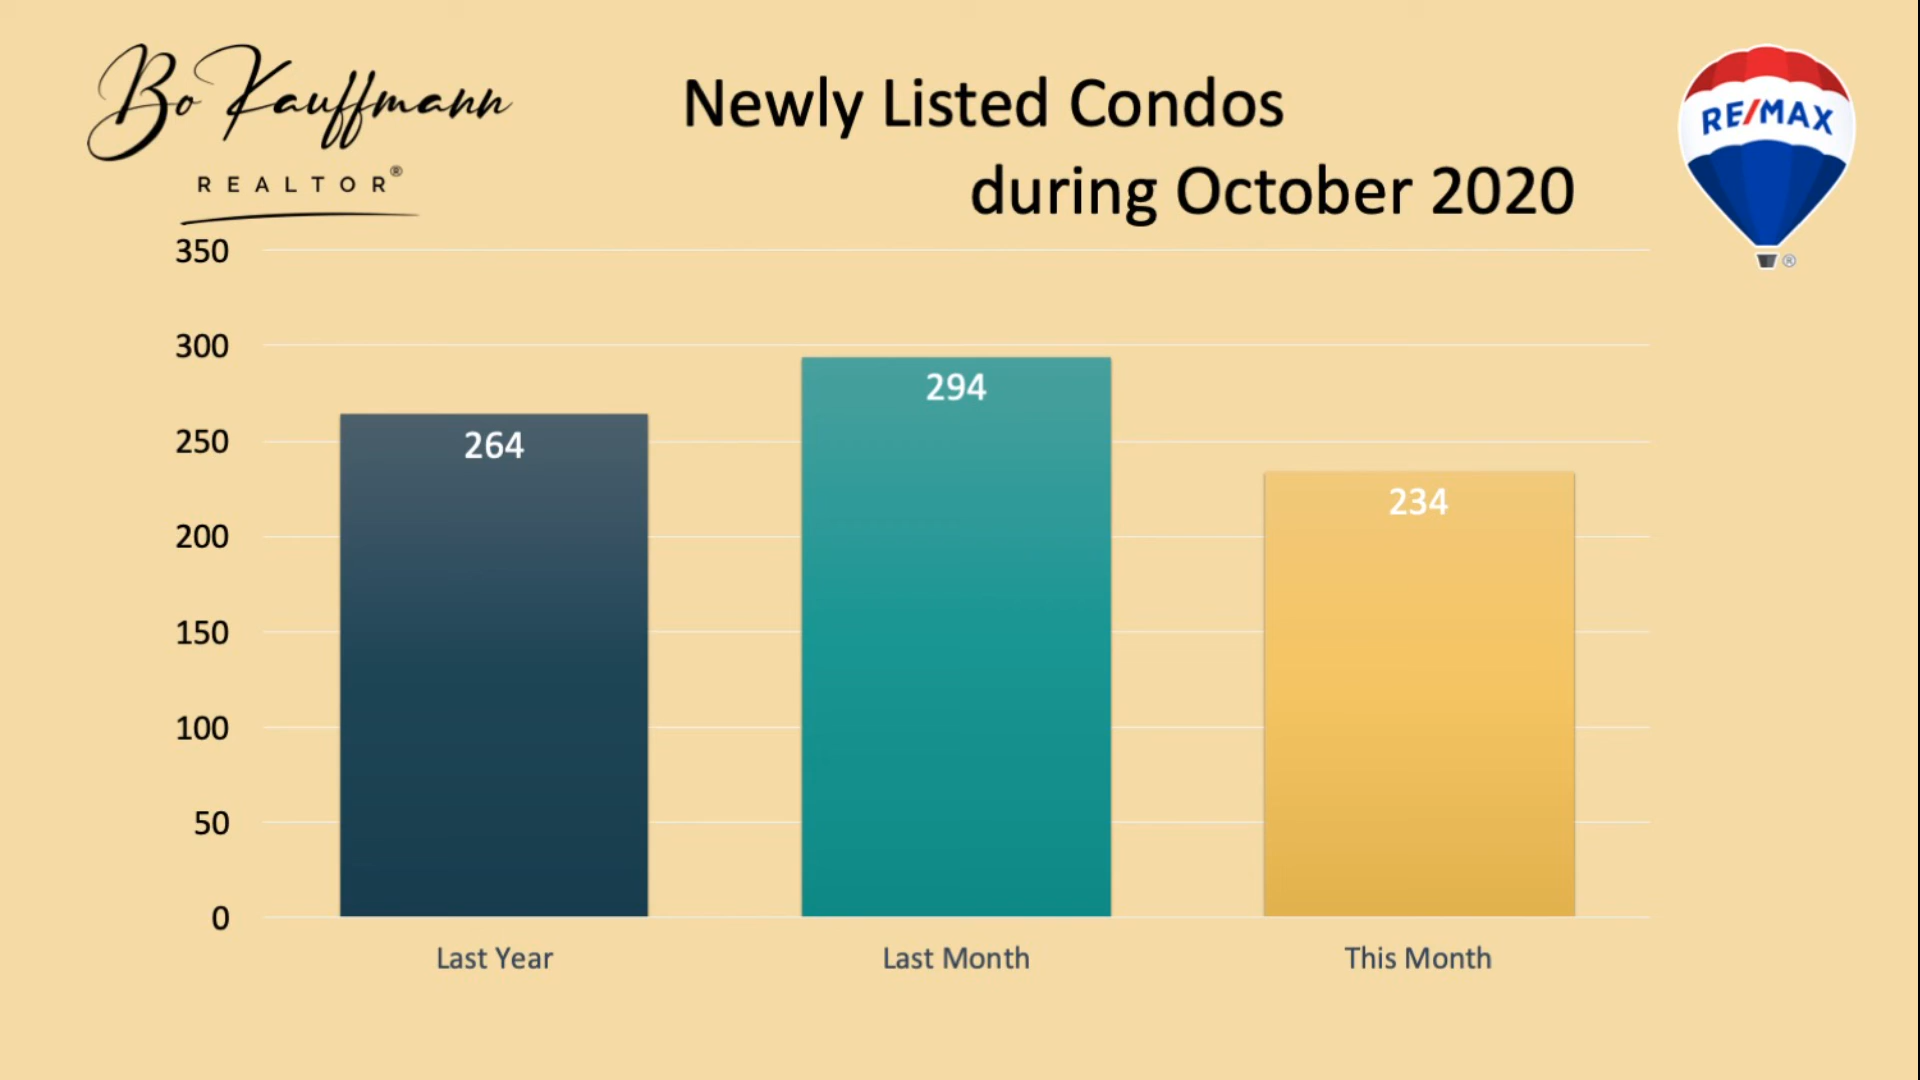 Bo Kauffmann
REALTOR®
Newly Listed Condos
during October 2020
RE/MAX
®
350
300
250
200
150
100
50
0
264
294
234
Last Year
Last Month
This Month